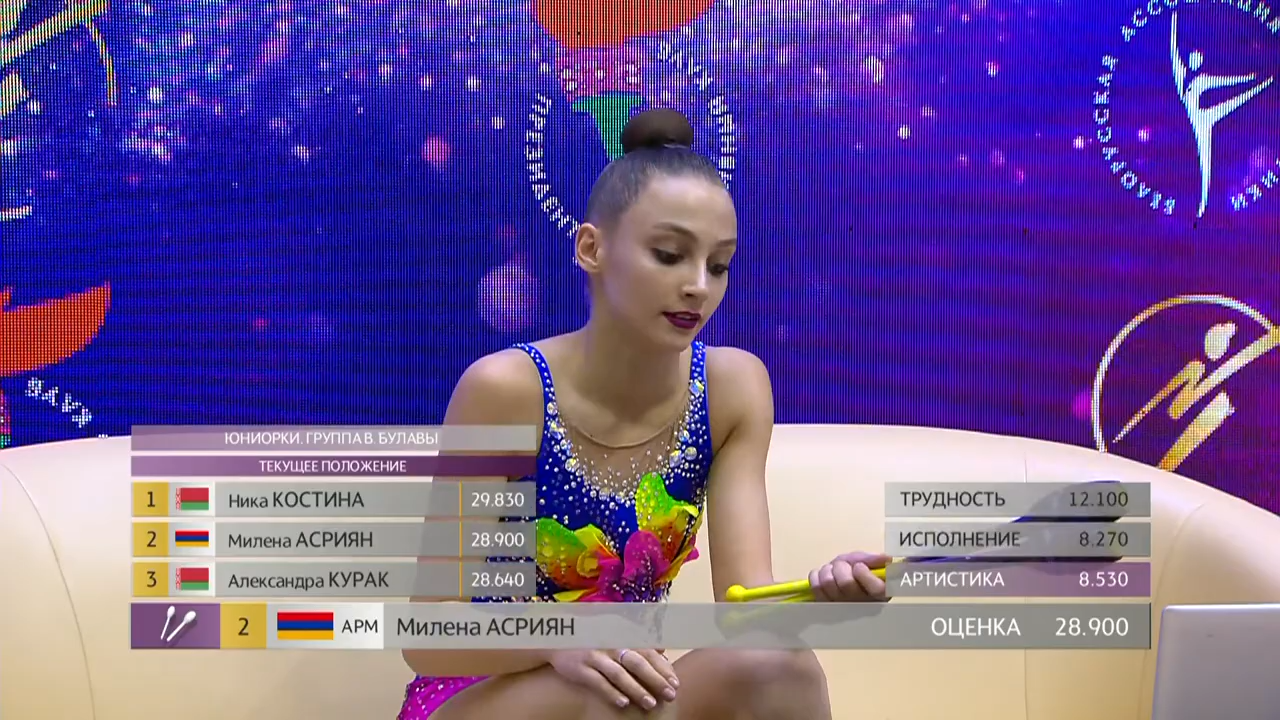 ЮНИОРКИ. ГРУППА В. БУЛАВЫ
ТЕКУЩЕЕ ПОЛОЖЕНИЕ
1 Ника КОСТИНА 29.830
2 Милена АСРИЯН 28.900
3 Александра КУРАК 28.640
ТРУДНОСТЬ 12.100
ИСПОЛНЕНИЕ 8.270
АРТИСТИКА 8.530
2 АРМ Милена АСРИЯН ОЦЕНКА 28.900